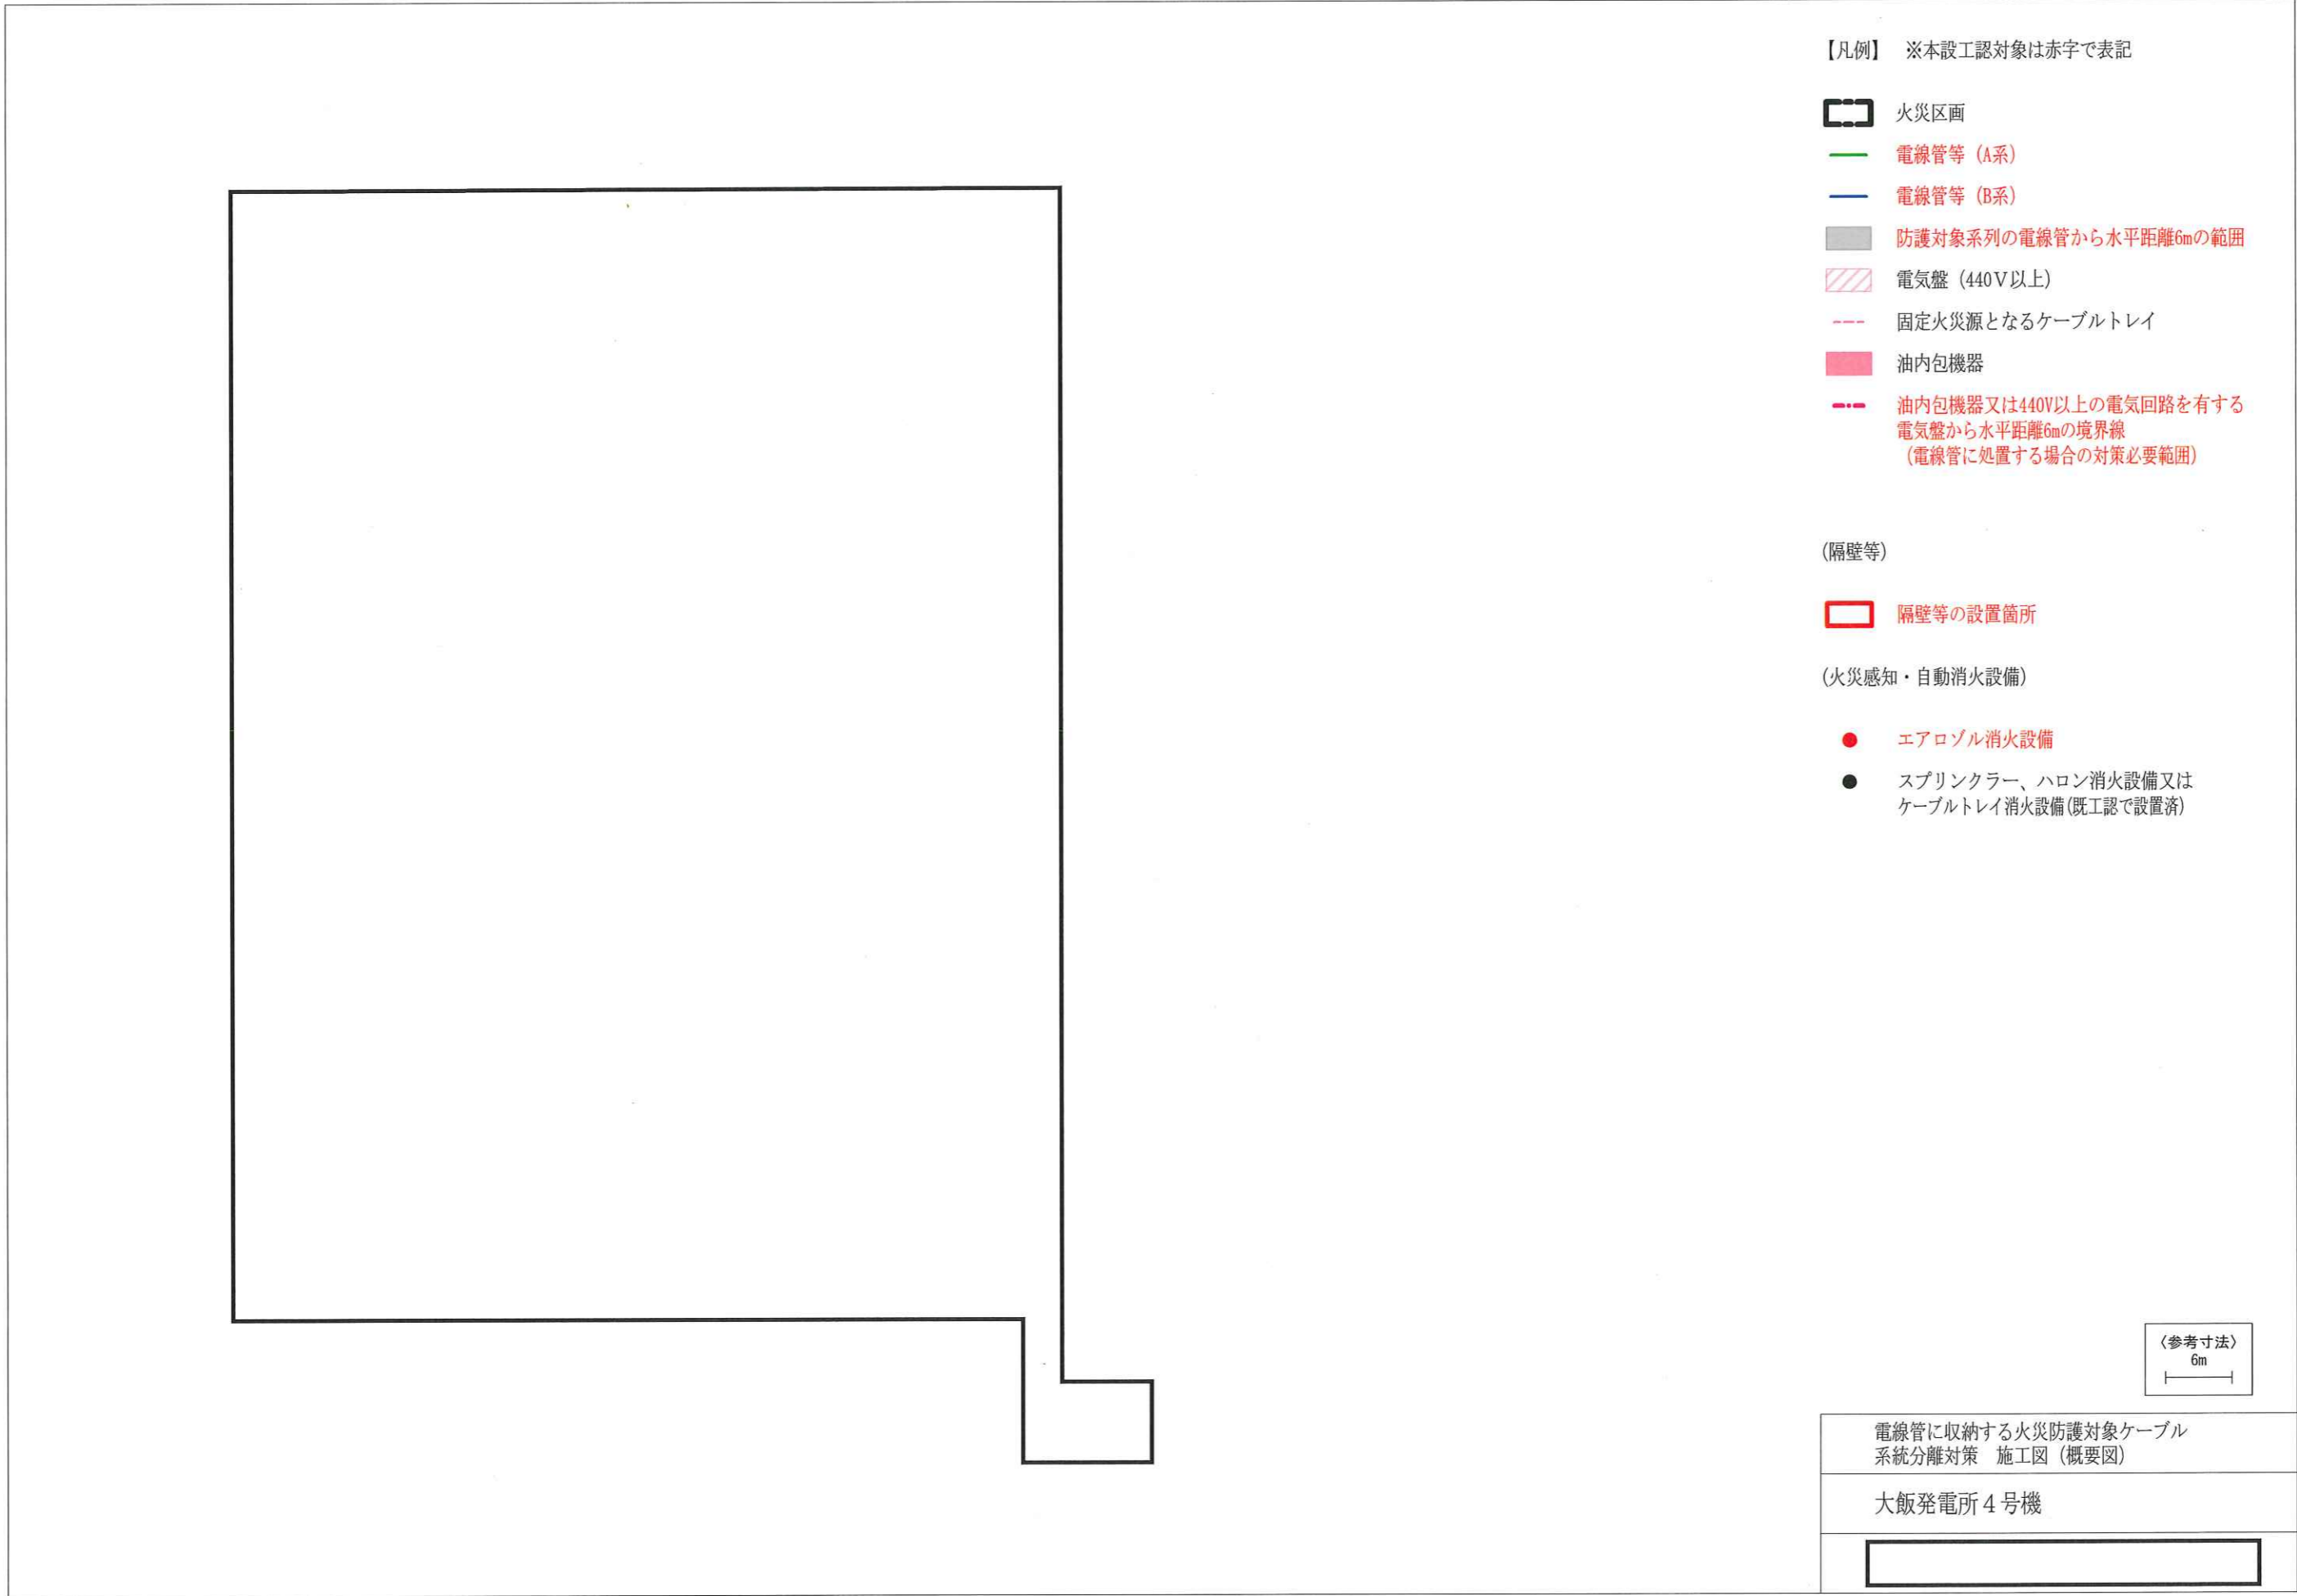 【凡例】 ※本設工認対象は赤字で表記
火災区画
電線管等（A系）
電線管等（B系）
防護対象系列の電線管から水平距離6mの範囲
電気盤（440Ｖ以上）
固定火災源となるケーブルトレイ
油内包機器
油内包機器又は440V以上の電気回路を有する
電気盤から水平距離6mの境界線
（電線管に処置する場合の対策必要範囲）
(隔壁等)
隔壁等の設置箇所
(火災感知・自動消火設備)
エアロゾル消火設備
スプリンクラー、ハロン消火設備又は
ケーブルトレイ消火設備(既工認で設置済)
〈参考寸法〉
6m
電線管に収納する火災防護対象ケーブル
系統分離対策 施工図（概要図）
大飯発電所４号機